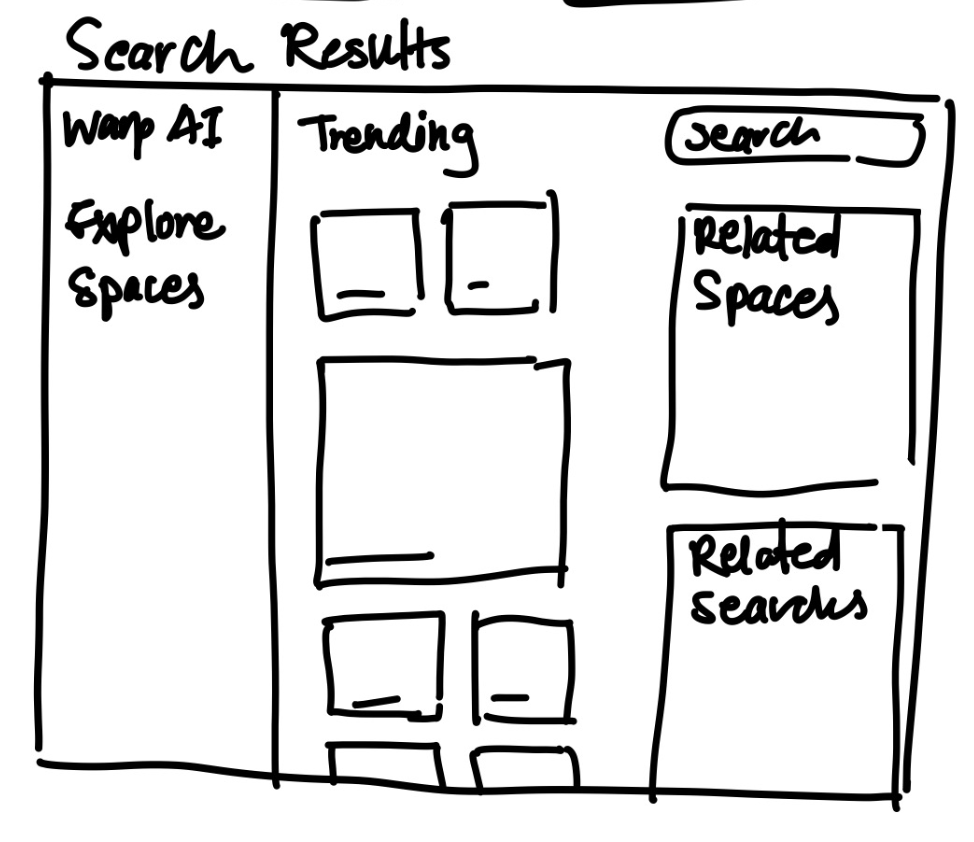 Search Results
Warp AI
Explore
Spaces
Trending
search
Related
Spaces
Related
Searches